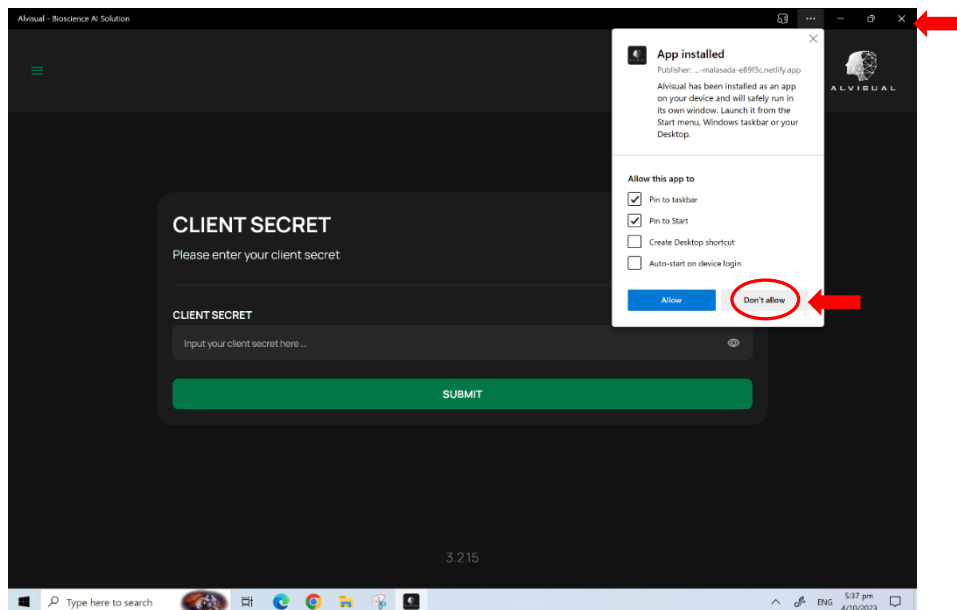 Alvisual - Bioscience AI Solution
App installed
Publisher: ...-malasada-e89f3c.netlify.app
Alvisual has been installed as an app
on your device and will safely run in
its own window. Launch it from the
Start menu, Windows taskbar or your
Desktop.
ALVISUAL
Allow this app to
Pin to taskbar
Pin to Start
Create Desktop shortcut
Auto-start on device login
Allow
Don't allow
CLIENT SECRET
Please enter your client secret
CLIENT SECRET
Input your client secret here ...
SUBMIT
3.2.15
Type here to search
ENG
5:37 pm
4/10/2023